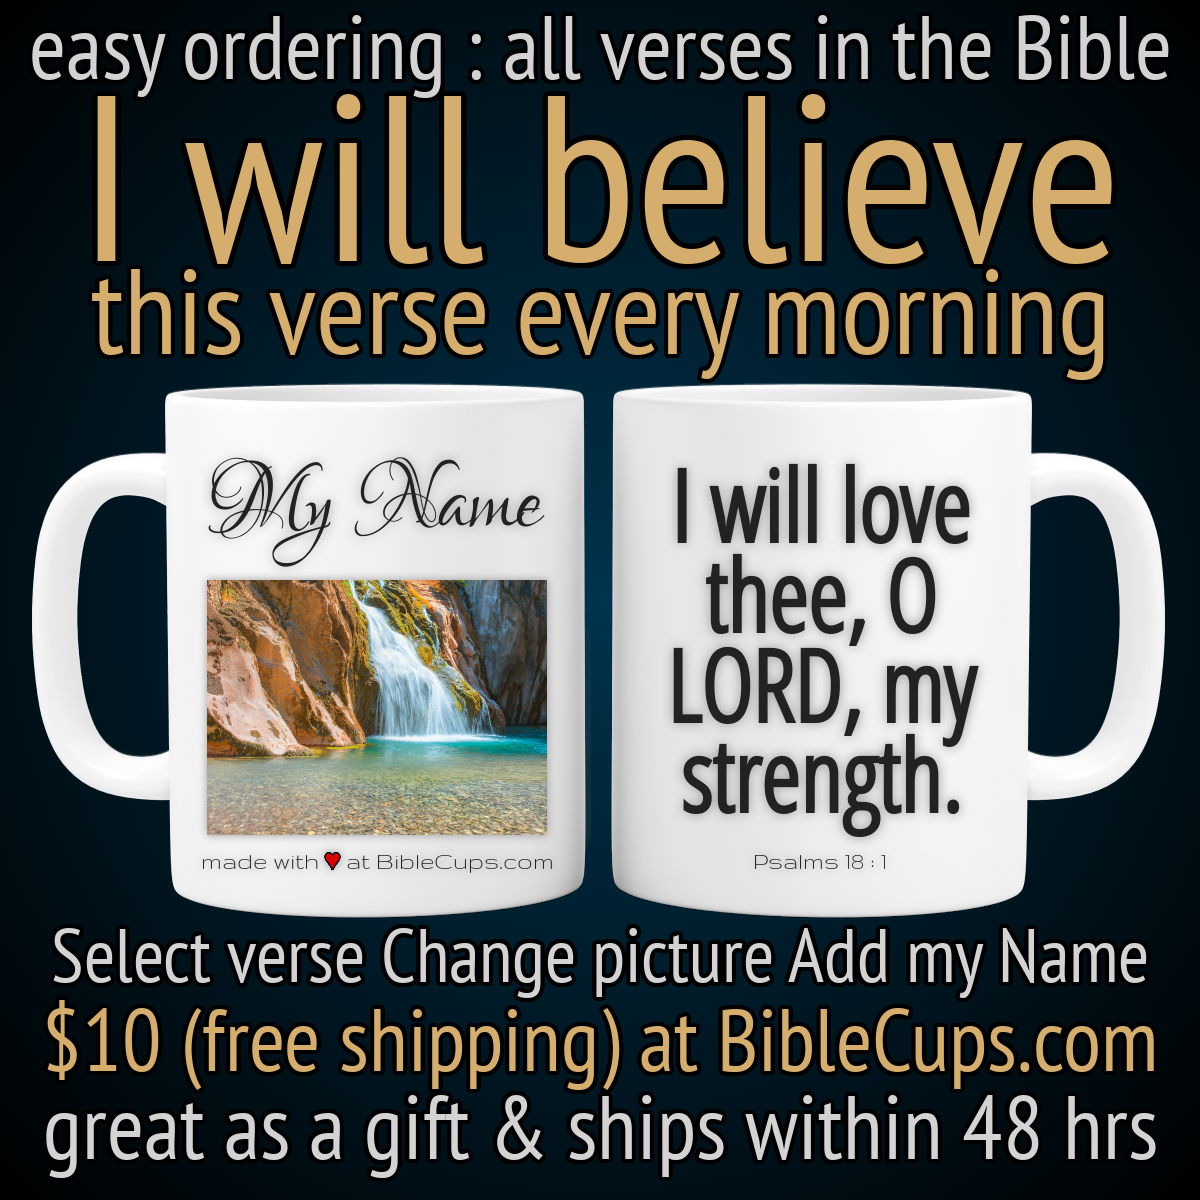 easy ordering : all verses in the Bible
I will believe
this verse every morning
My Name
made with ❤ at BibleCups.com
I will love
thee, O
LORD, my
strength.
Psalms 18 : 1
Select verse Change picture Add my Name
$10 (free shipping) at BibleCups.com
great as a gift & ships within 48 hrs